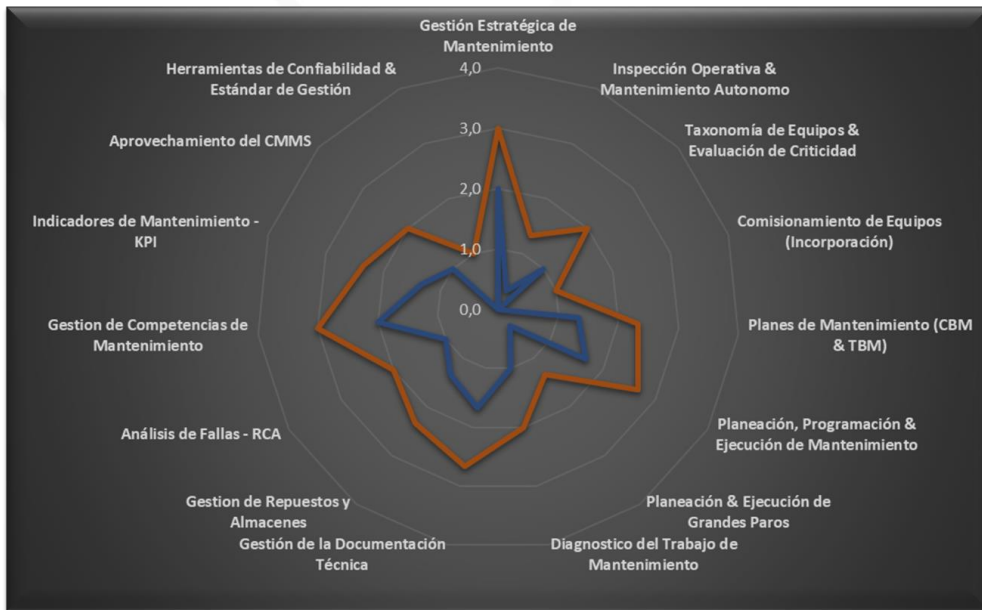 Gestión Estratégica de
Mantenimiento
4,0
3,0
2,0
1,0
0,0
Inspección Operativa &
Mantenimiento Autonomo
Taxonomía de Equipos &
Evaluación de Criticidad
Comisionamiento de Equipos
(Incorporación)
Planes de Mantenimiento (CBM
& TBM)
Planeación, Programación &
Ejecución de Mantenimiento
Planeación & Ejecución de
Grandes Paros
Diagnostico del Trabajo de
Mantenimiento
Gestión de la Documentación
Técnica
Gestion de Repuestos y
Almacenes
Análisis de Fallas - RCA
Gestion de Competencias de
Mantenimiento
Indicadores de Mantenimiento -
KPI
Aprovechamiento del CMMS
Herramientas de Confiabilidad &
Estándar de Gestión